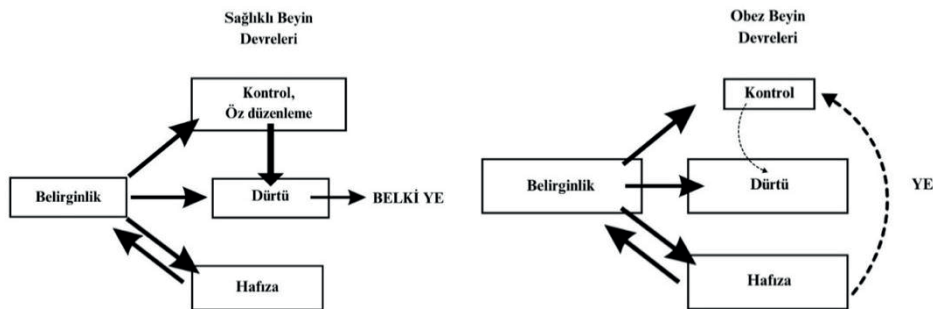 Sağlıklı Beyin
Devreleri
Kontrol,
Öz düzenleme
Belirginlik
Dürtü
BELKİ YE
Hafıza
Obez Beyin
Devreleri
Kontrol
Belirginlik
Dürtü
YE
Hafıza